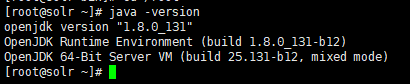 [root@solr ~]# java -version
openjdk version "1.8.0_131"
OpenJDK Runtime Environment (build 1.8.0_131-b12)
OpenJDK 64-Bit Server VM (build 25.131-b12, mixed mode)
[root@solr ~]#